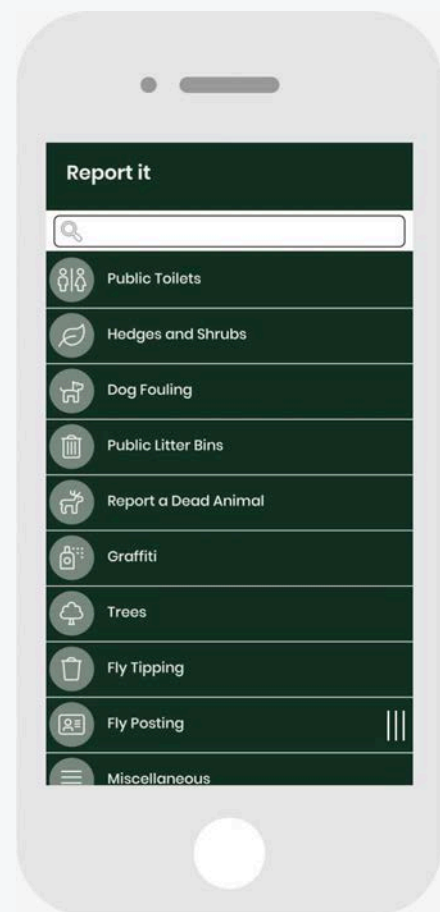 Report it
Public Toilets
Hedges and Shrubs
Dog Fouling
Public Litter Bins
Report a Dead Animal
Graffiti
Trees
Fly Tipping
Fly Posting
Miscellaneous